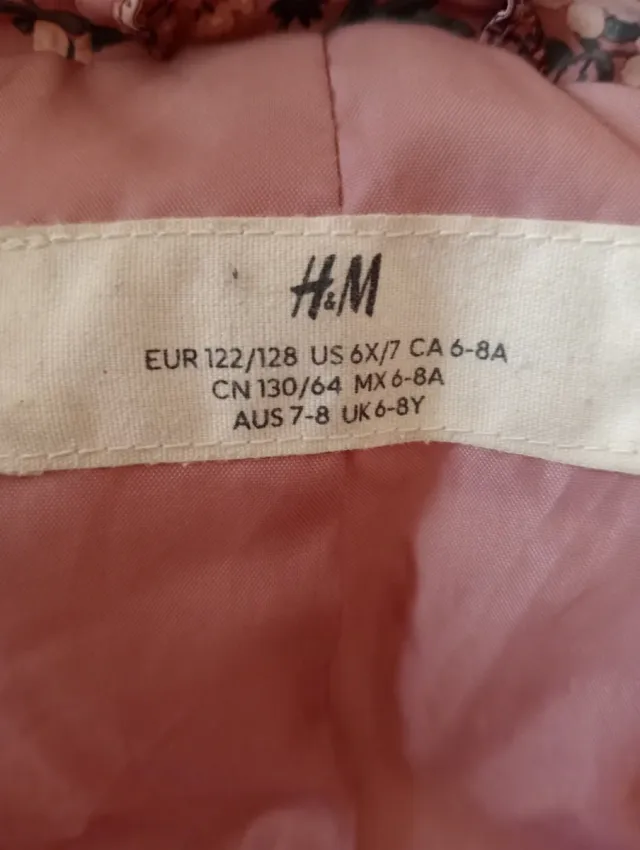 H&M
EUR 122/128 US 6X/7 CA 6-8A
CN 130/64 MX 6-8A
AUS 7-8 UK 6-8Y